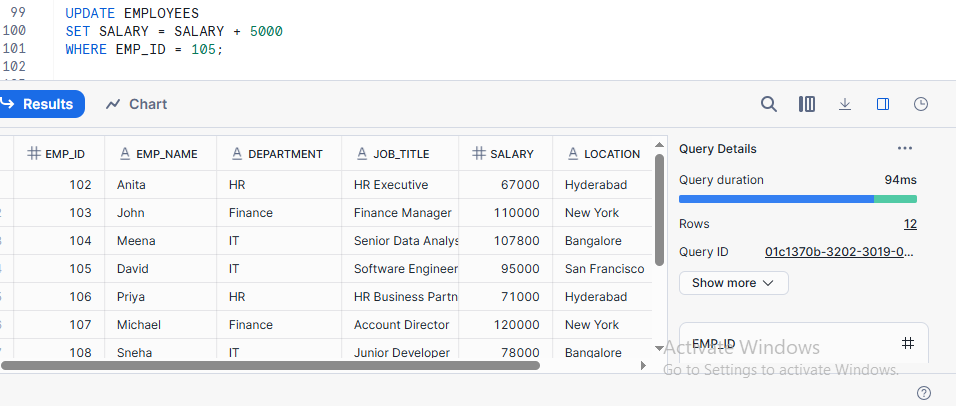 99 UPDATE EMPLOYEES
100 SET SALARY = SALARY + 5000
101 WHERE EMP_ID = 105;
102
Results Chart
EMP_ID EMP_NAME DEPARTMENT JOB_TITLE SALARY LOCATION
102 Anita HR HR Executive 67000 Hyderabad
103 John Finance Finance Manager 110000 New York
104 Meena IT Senior Data Analys 107800 Bangalore
105 David IT Software Engineer 95000 San Francisco
106 Priya HR HR Business Partn 71000 Hyderabad
107 Michael Finance Account Director 120000 New York
108 Sneha IT Junior Developer 78000 Bangalore
Query Details ...
Query duration 94ms
Rows 12
Query ID 01c1370b-3202-3019-0...
Show more
EMP_ID
Activate Windows
Go to Settings to activate Windows.